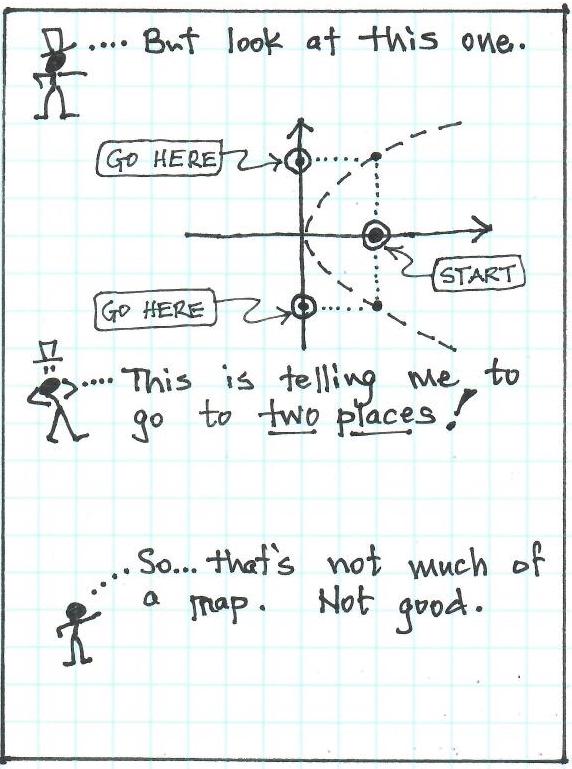 .... But look at this one.
GO HERE
START
GO HERE
.... This is telling me to
go to two places!
.... So... that's not much of
a map. Not good.